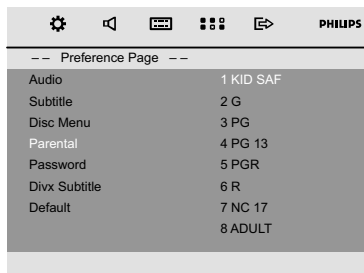 PHILIPS
-- Preference Page --
Audio
Subtitle
Disc Menu
Parental
Password
Divx Subtitle
Default
1 KID SAF
2 G
3 PG
4 PG 13
5 PGR
6 R
7 NC 17
8 ADULT